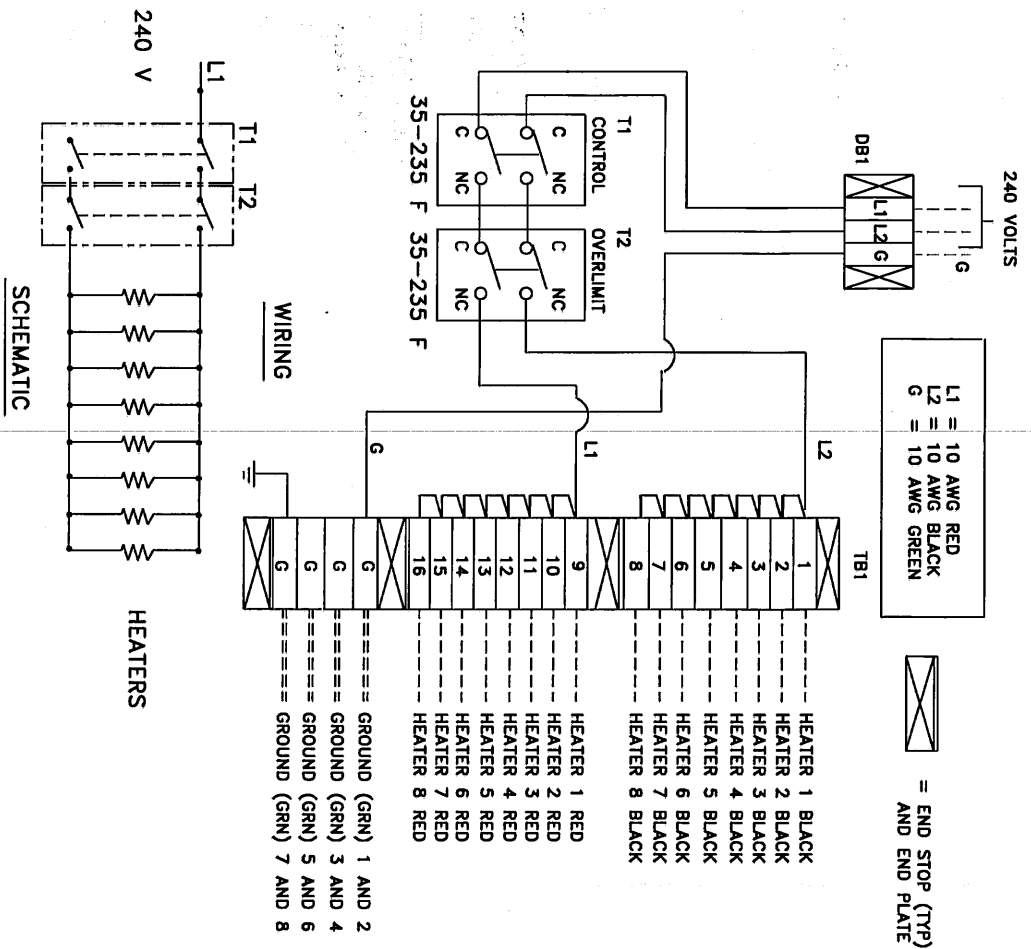 240 VOLTS
G
DB1
L1
L2
G
L1 = 10 AWG RED
L2 = 10 AWG BLACK
G = 10 AWG GREEN
= END STOP (TYP)
AND END PLATE
T1
CONTROL
C
NC
C
NC
35-235 F
T2
OVERLIMIT
C
NC
C
NC
35-235 F
L2
L1
G
TB1
1
2
3
4
5
6
7
8
9
10
11
12
13
14
15
16
G
G
G
G
HEATER 1 BLACK
HEATER 2 BLACK
HEATER 3 BLACK
HEATER 4 BLACK
HEATER 5 BLACK
HEATER 6 BLACK
HEATER 7 BLACK
HEATER 8 BLACK
HEATER 1 RED
HEATER 2 RED
HEATER 3 RED
HEATER 4 RED
HEATER 5 RED
HEATER 6 RED
HEATER 7 RED
HEATER 8 RED
GROUND (GRN) 1 AND 2
GROUND (GRN) 3 AND 4
GROUND (GRN) 5 AND 6
GROUND (GRN) 7 AND 8
WIRING
240 V
L1
T1
T2
HEATERS
SCHEMATIC